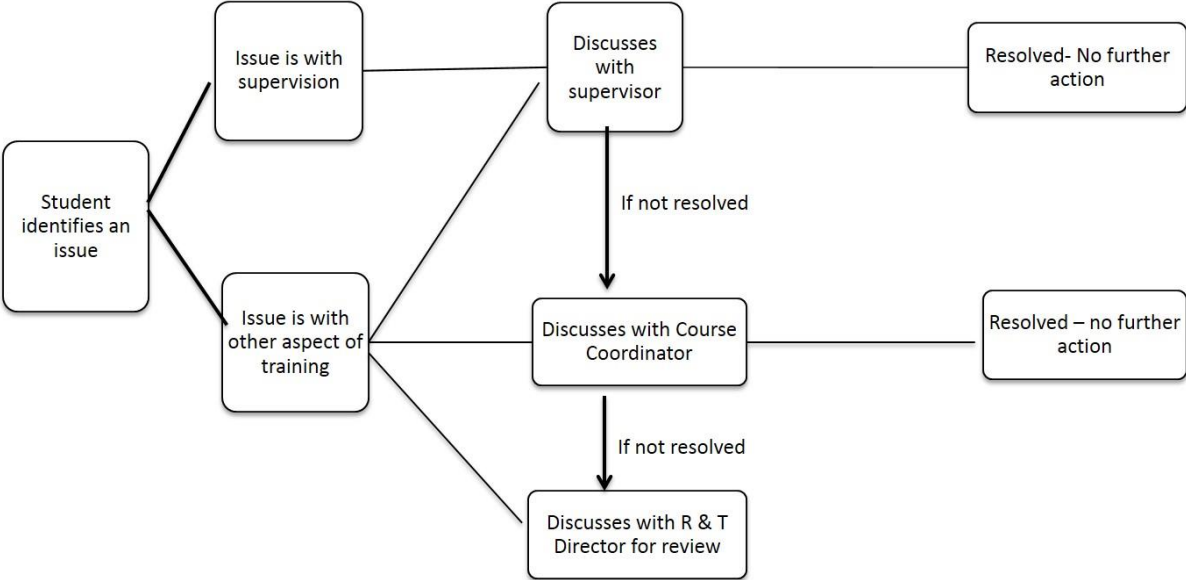 Student
identifies an
issue
Issue is with
supervision
Issue is with
other aspect of
training
Discusses
with
supervisor
If not resolved
Discusses with Course
Coordinator
If not resolved
Discusses with R & T
Director for review
Resolved- No further
action
Resolved – no further
action